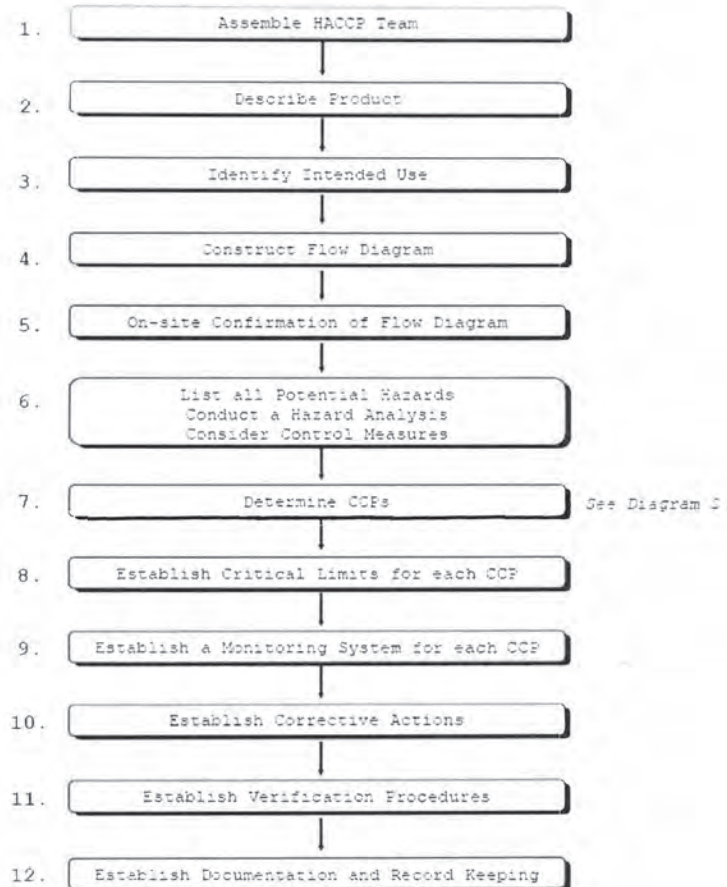 1. Assemble HACCP Team
2. Describe Product
3. Identify Intended Use
4. Construct Flow Diagram
5. On-site Confirmation of Flow Diagram
6. List all Potential Hazards
Conduct a Hazard Analysis
Consider Control Measures
7. Determine CCPs See Diagram
8. Establish Critical Limits for each CCP
9. Establish a Monitoring System for each CCP
10. Establish Corrective Actions
11. Establish Verification Procedures
12. Establish Documentation and Record Keeping